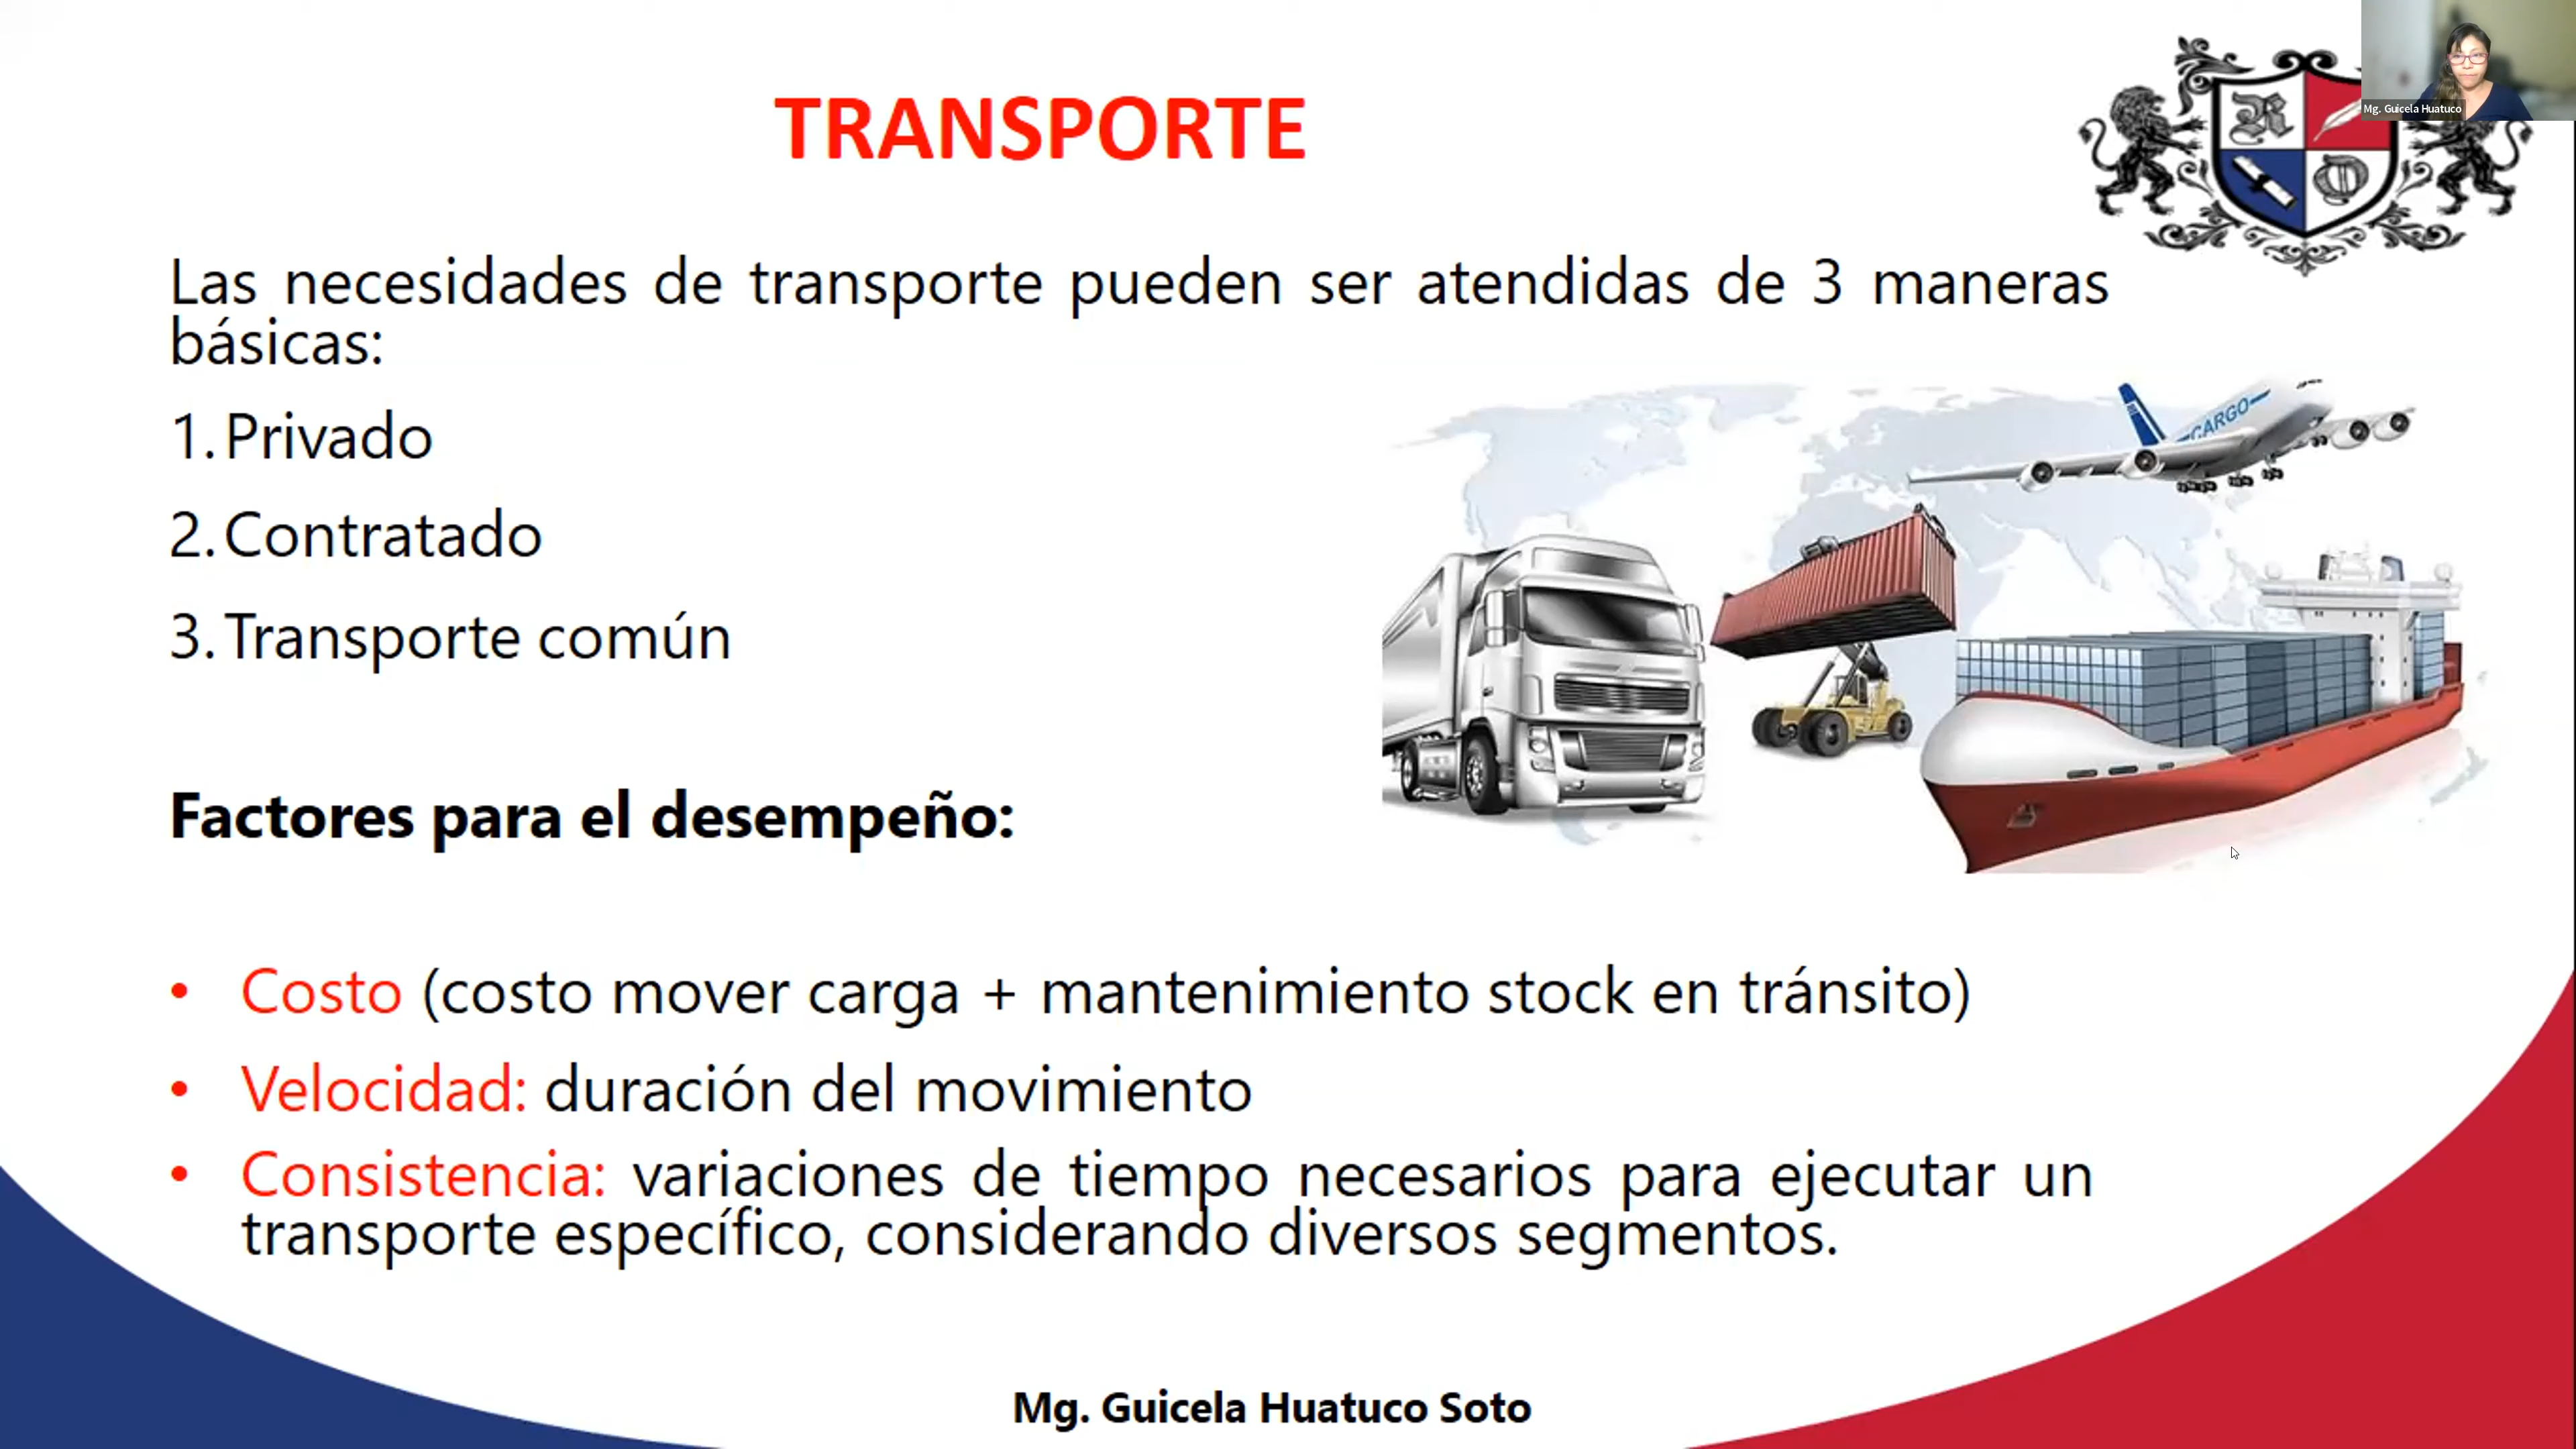 TRANSPORTE
Mg. Guicela Huatuco
Las necesidades de transporte pueden ser atendidas de 3 maneras
básicas:
1. Privado
2. Contratado
3. Transporte común
CARGO
Factores para el desempeño:
• Costo (costo mover carga + mantenimiento stock en tránsito)
• Velocidad: duración del movimiento
• Consistencia: variaciones de tiempo necesarios para ejecutar un
transporte específico, considerando diversos segmentos.
Mg. Guicela Huatuco Soto